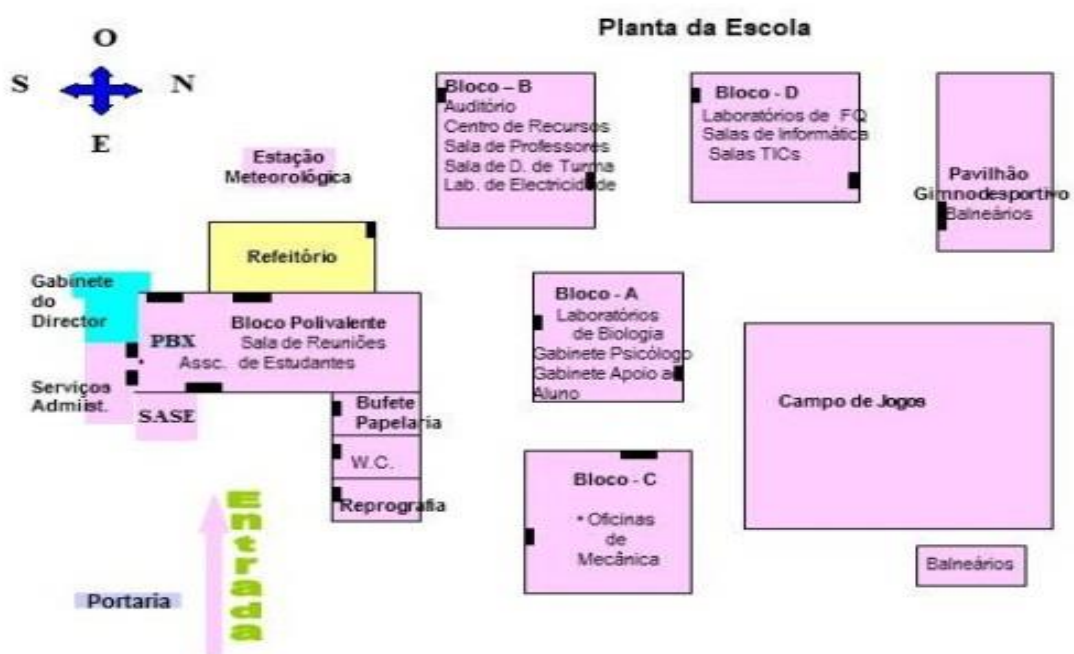 Planta da Escola
O
S
N
E
Bloco – B
Auditório
Centro de Recursos
Sala de Professores
Sala de D. de Turma
Lab. de Electricidade
Bloco - D
Laboratórios de FQ
Salas de Informática
Salas TICs
Pavilhão
Gimnodesportivo
Balneários
Estação
Meteorológica
Refeitório
Gabinete
do
Director
Bloco Polivalente
PBX
Sala de Reuniões
Assc. de Estudantes
Serviços
Admiist.
SASE
Bufete
Papelaria
W.C.
Reprografia
Bloco - A
Laboratórios
de Biologia
Gabinete Psicólogo
Gabinete Apoio ao
Aluno
Campo de Jogos
Bloco - C
• Oficinas
de
Mecânica
Balneários
Entrada
Portaria